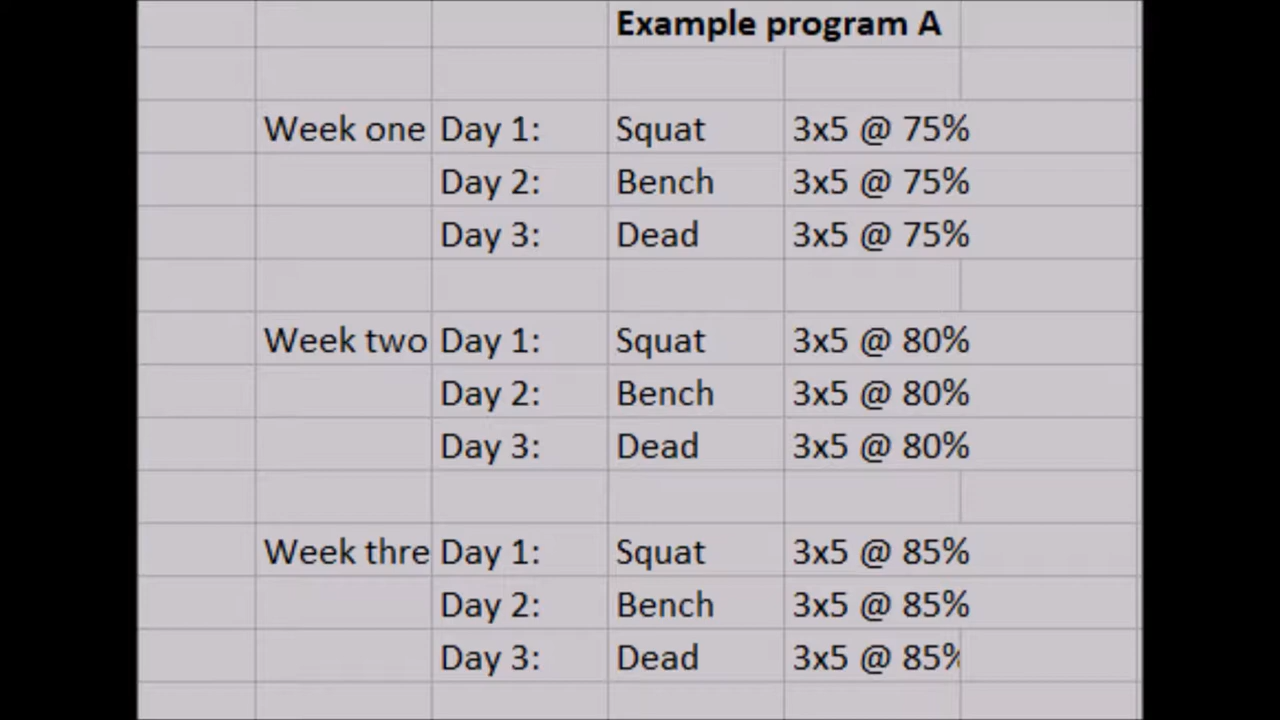 Example program A
Week one Day 1: Squat 3x5 @ 75%
Day 2: Bench 3x5 @ 75%
Day 3: Dead 3x5 @ 75%
Week two Day 1: Squat 3x5 @ 80%
Day 2: Bench 3x5 @ 80%
Day 3: Dead 3x5 @ 80%
Week thre Day 1: Squat 3x5 @ 85%
Day 2: Bench 3x5 @ 85%
Day 3: Dead 3x5 @ 85%